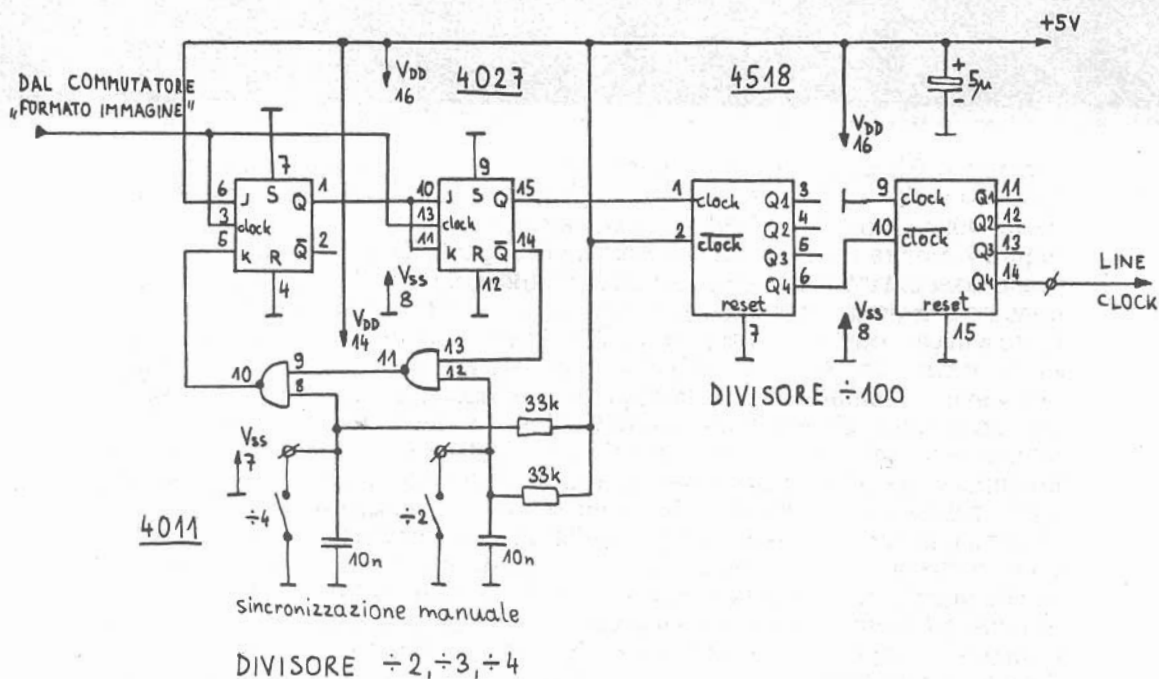 +5V
DAL COMMUTATORE
„FORMATO IMMAGINE"
VDD
16
4027
4518
VDD
16
+
5μ
-
7
9
6
J
S
Q
1
3
clock
5
K
R
Q̅
2
4
10
J
S
Q
15
13
clock
11
K
R
Q̅
14
12
VSS
8
VDD
14
1
clock
Q1
3
2
c̅l̅o̅c̅k̅
Q2
4
Q3
5
Q4
6
reset
7
VSS
8
9
clock
Q1
11
10
c̅l̅o̅c̅k̅
Q2
12
Q3
13
Q4
14
reset
15
LINE
CLOCK
10
9
8
11
13
12
DIVISORE ÷100
33k
33k
VSS
7
÷4
÷2
4011
10n
10n
sincronizzazione manuale
DIVISORE ÷2,÷3,÷4